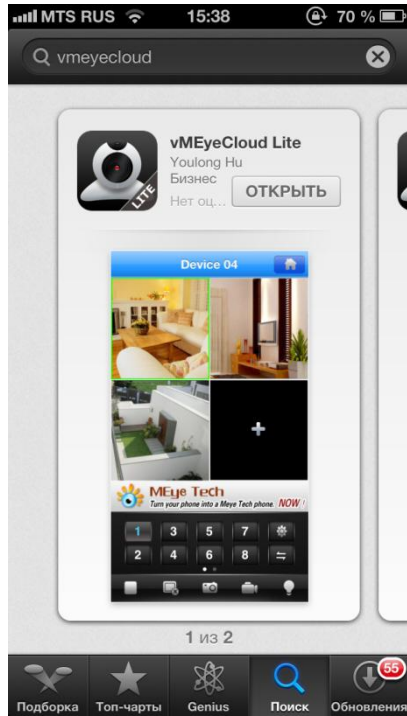 MTS RUS 15:38 70 %
vmeyecloud
vMEyeCloud Lite
Youlong Hu
Бизнес
Нет оц...
ОТКРЫТЬ
LITE
Device 04
MEye Tech
Turn your phone into a Meye Tech phone. NOW!
1 3 5 7
2 4 6 8
1 из 2
55
Подборка Топ-чарты Genius Поиск Обновления